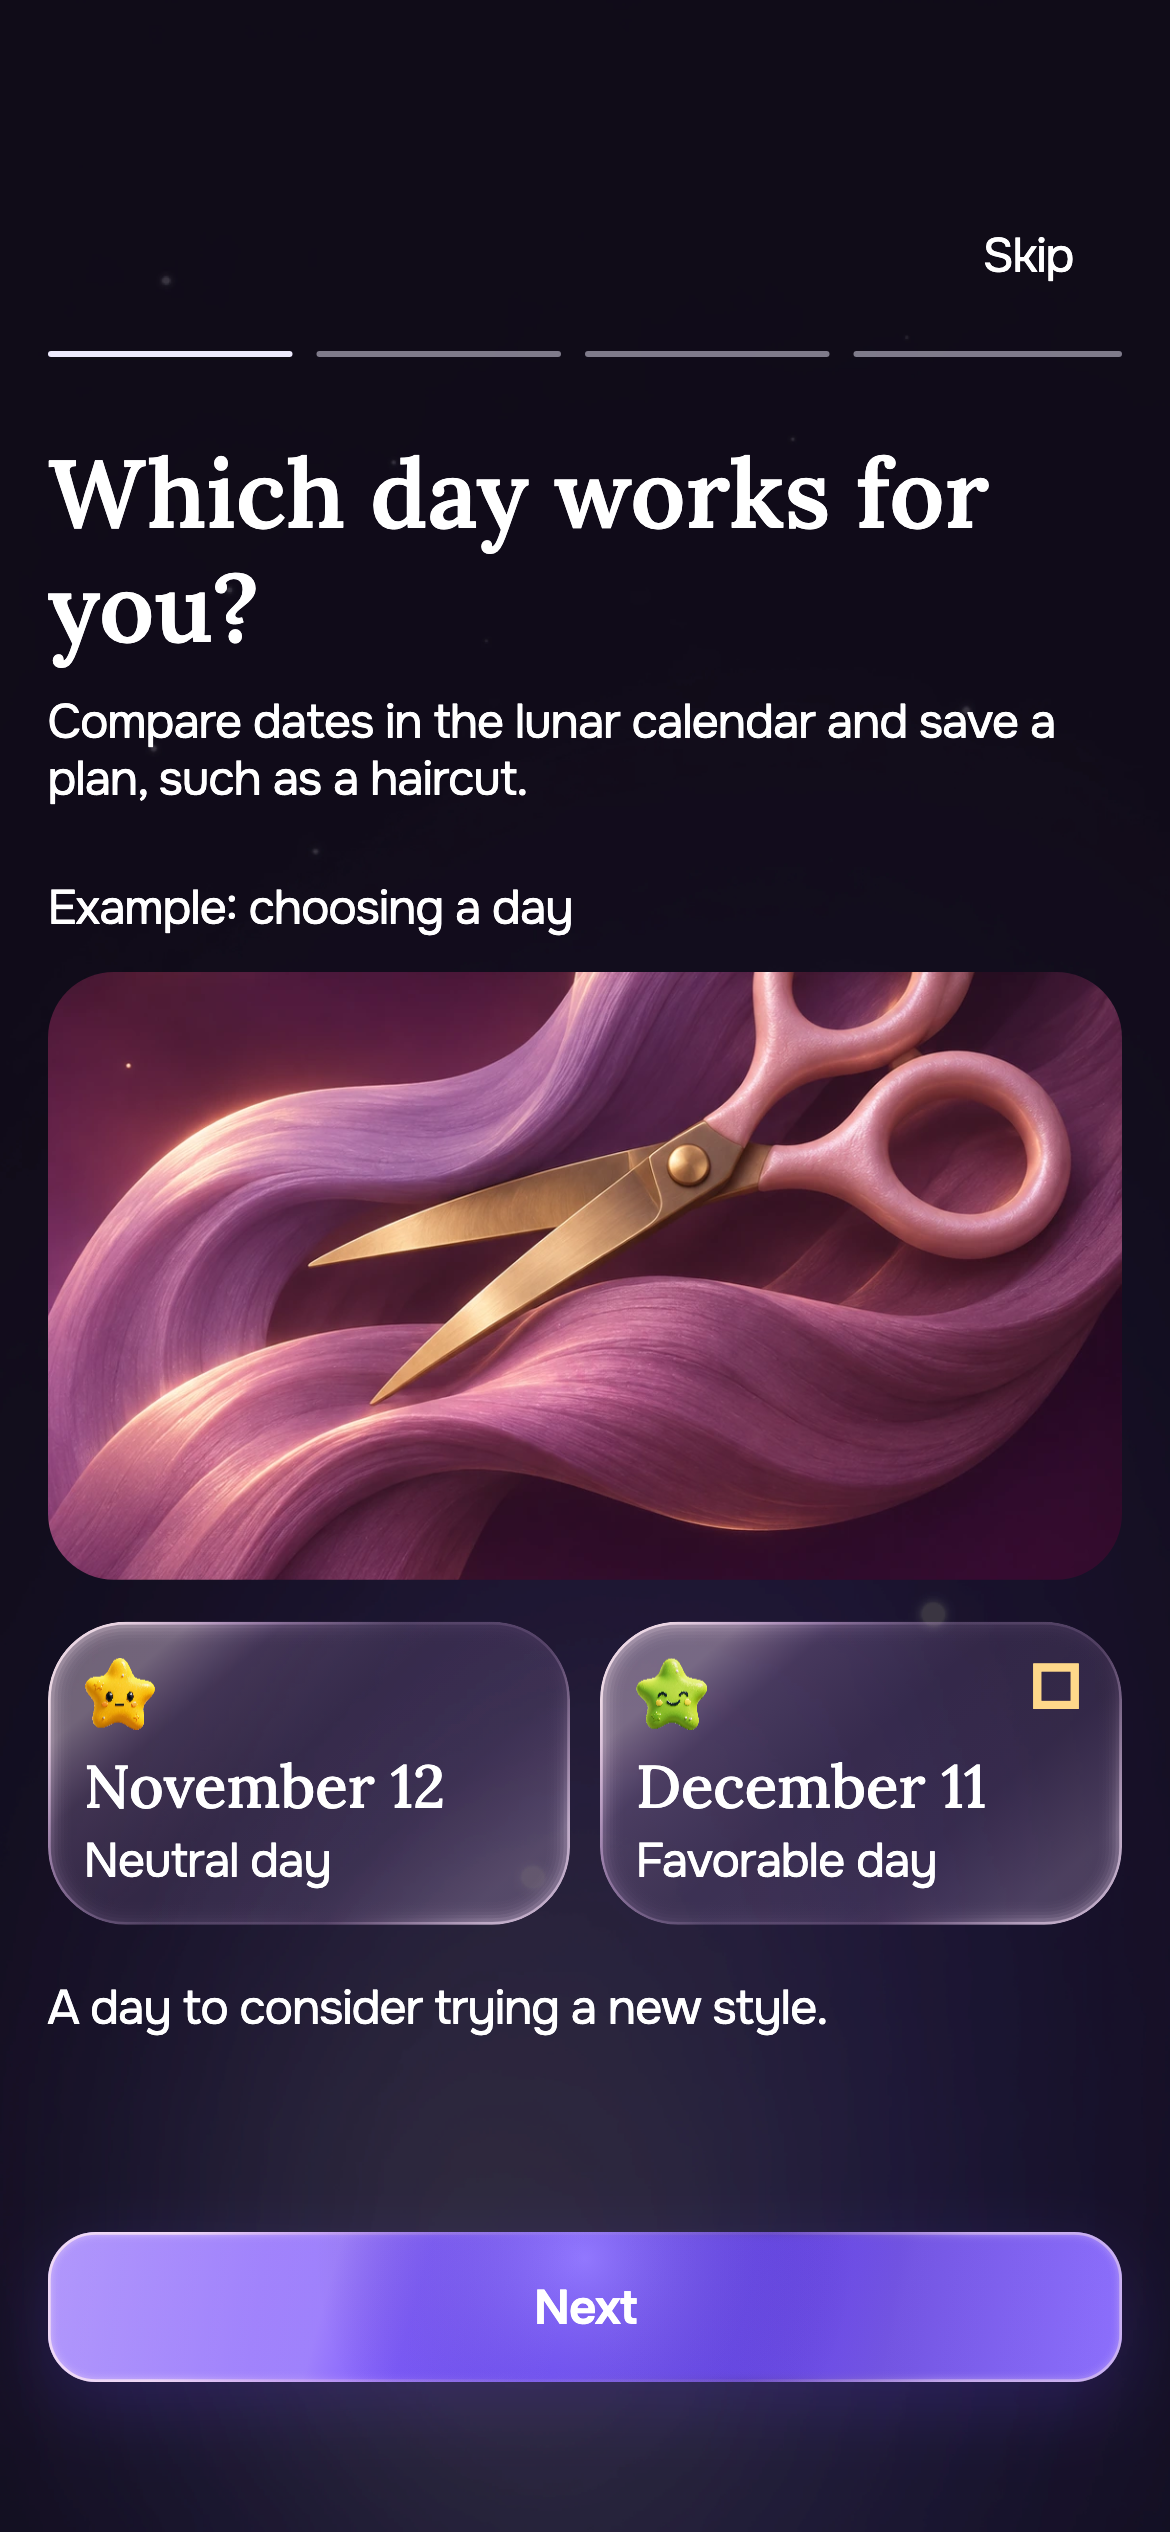 Skip
Which day works for
you?
Compare dates in the lunar calendar and save a
plan, such as a haircut.
Example: choosing a day
November 12
Neutral day
December 11
Favorable day
A day to consider trying a new style.
Next